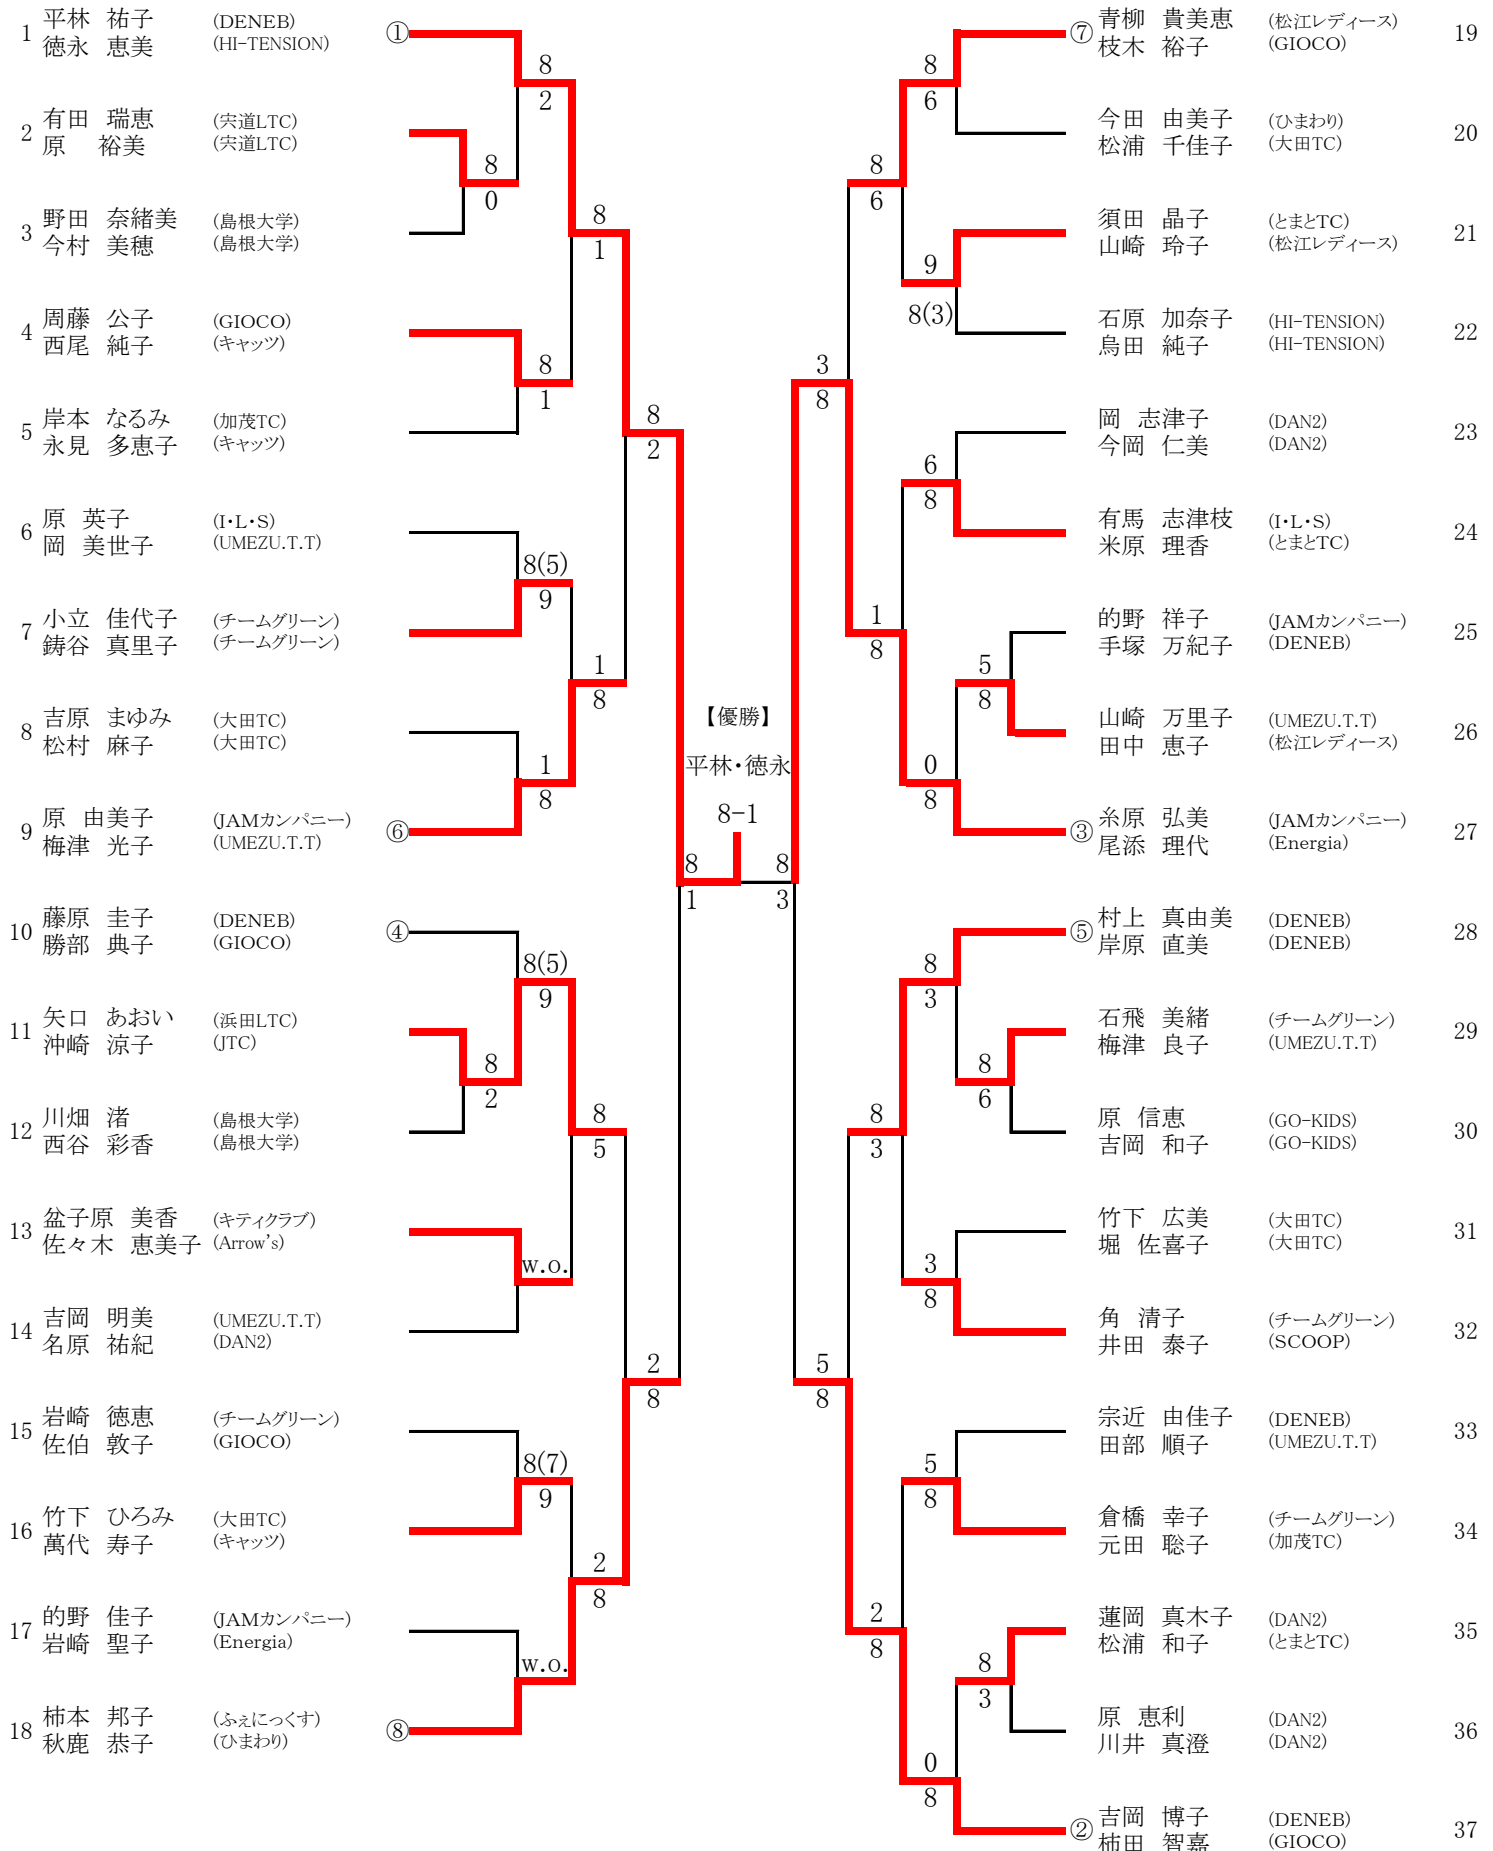 1 平林 祐子 (DENEB) ①
徳永 恵美 (HI-TENSION)
8
2
2 有田 瑞恵 (宍道LTC)
原 裕美 (宍道LTC)
8
0
3 野田 奈緒美 (島根大学)
今村 美穂 (島根大学)
8
1
4 周藤 公子 (GIOCO)
西尾 純子 (キャッツ)
8
1
5 岸本 なるみ (加茂TC)
永見 多恵子 (キャッツ)
8
2
6 原 英子 (I・L・S)
岡 美世子 (UMEZU.T.T)
8(5)
9
7 小立 佳代子 (チームグリーン)
鋳谷 真里子 (チームグリーン)
1
8
8 吉原 まゆみ (大田TC)
松村 麻子 (大田TC)
1
8
9 原 由美子 (JAMカンパニー) ⑥
梅津 光子 (UMEZU.T.T)
8
1
10 藤原 圭子 (DENEB) ④
勝部 典子 (GIOCO)
8(5)
9
11 矢口 あおい (浜田LTC)
沖崎 涼子 (JTC)
8
2
12 川畑 渚 (島根大学)
西谷 彩香 (島根大学)
8
5
13 盆子原 美香 (キティクラブ)
佐々木 恵美子 (Arrow's)
w.o.
14 吉岡 明美 (UMEZU.T.T)
名原 祐紀 (DAN2)
2
8
15 岩崎 徳恵 (チームグリーン)
佐伯 敦子 (GIOCO)
8(7)
9
16 竹下 ひろみ (大田TC)
萬代 寿子 (キャッツ)
2
8
17 的野 佳子 (JAMカンパニー)
岩崎 聖子 (Energia)
w.o.
18 柿本 邦子 (ふぇにっくす) ⑧
秋鹿 恭子 (ひまわり)
【優勝】
平林・徳永
8-1
⑦ 青柳 貴美恵 (松江レディース) 19
枝木 裕子 (GIOCO)
8
6
今田 由美子 (ひまわり) 20
松浦 千佳子 (大田TC)
8
6
須田 晶子 (とまとTC) 21
山崎 玲子 (松江レディース)
9
8(3)
石原 加奈子 (HI-TENSION) 22
烏田 純子 (HI-TENSION)
3
8
岡 志津子 (DAN2) 23
今岡 仁美 (DAN2)
6
8
有馬 志津枝 (I・L・S) 24
米原 理香 (とまとTC)
1
8
的野 祥子 (JAMカンパニー) 25
手塚 万紀子 (DENEB)
5
8
山崎 万里子 (UMEZU.T.T) 26
田中 恵子 (松江レディース)
0
8
③ 糸原 弘美 (JAMカンパニー) 27
尾添 理代 (Energia)
8
3
⑤ 村上 真由美 (DENEB) 28
岸原 直美 (DENEB)
8
3
石飛 美緒 (チームグリーン) 29
梅津 良子 (UMEZU.T.T)
8
6
原 信恵 (GO-KIDS) 30
吉岡 和子 (GO-KIDS)
8
3
竹下 広美 (大田TC) 31
堀 佐喜子 (大田TC)
3
8
角 清子 (チームグリーン) 32
井田 泰子 (SCOOP)
5
8
宗近 由佳子 (DENEB) 33
田部 順子 (UMEZU.T.T)
5
8
倉橋 幸子 (チームグリーン) 34
元田 聡子 (加茂TC)
2
8
蓮岡 真木子 (DAN2) 35
松浦 和子 (とまとTC)
8
3
原 恵利 (DAN2) 36
川井 真澄 (DAN2)
0
8
② 吉岡 博子 (DENEB) 37
柿田 智嘉 (GIOCO)